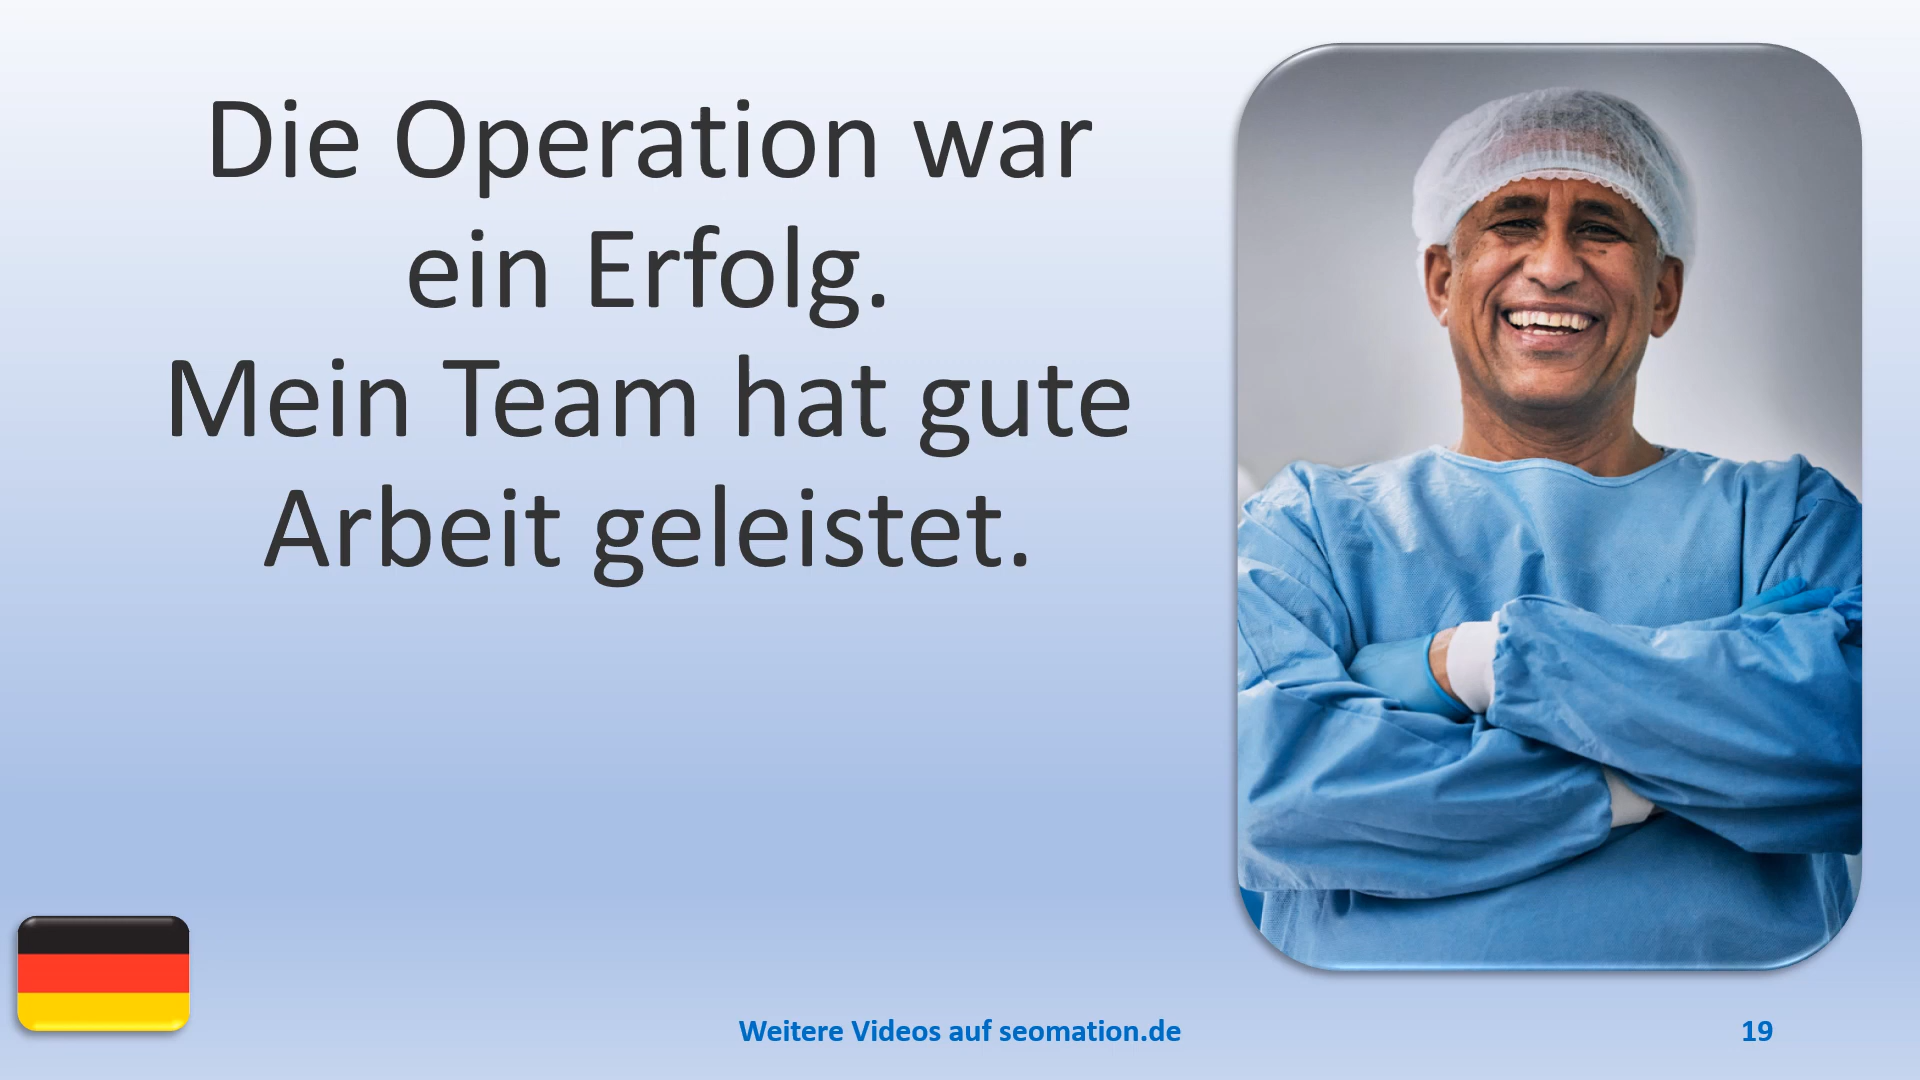 Die Operation war
ein Erfolg.
Mein Team hat gute
Arbeit geleistet.
Weitere Videos auf seomation.de
19